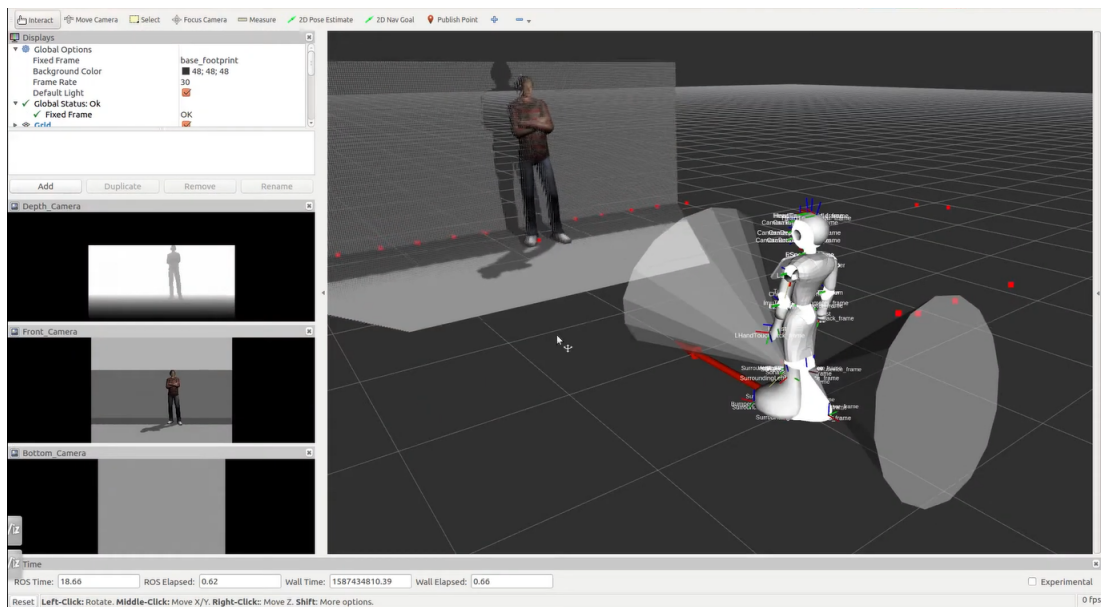 Interact Move Camera Select Focus Camera Measure 2D Pose Estimate 2D Nav Goal Publish Point
Displays
Global Options
Fixed Frame base_footprint
Background Color 48; 48; 48
Frame Rate 30
Default Light
Global Status: Ok
Fixed Frame OK
Grid
Add Duplicate Remove Rename
Depth_Camera
Front_Camera
Bottom_Camera
LHandTou
Time
ROS Time: 18.66 ROS Elapsed: 0.62 Wall Time: 1587434810.39 Wall Elapsed: 0.66 Experimental
Reset Left-Click: Rotate. Middle-Click: Move X/Y. Right-Click:: Move Z. Shift: More options. 0 fps